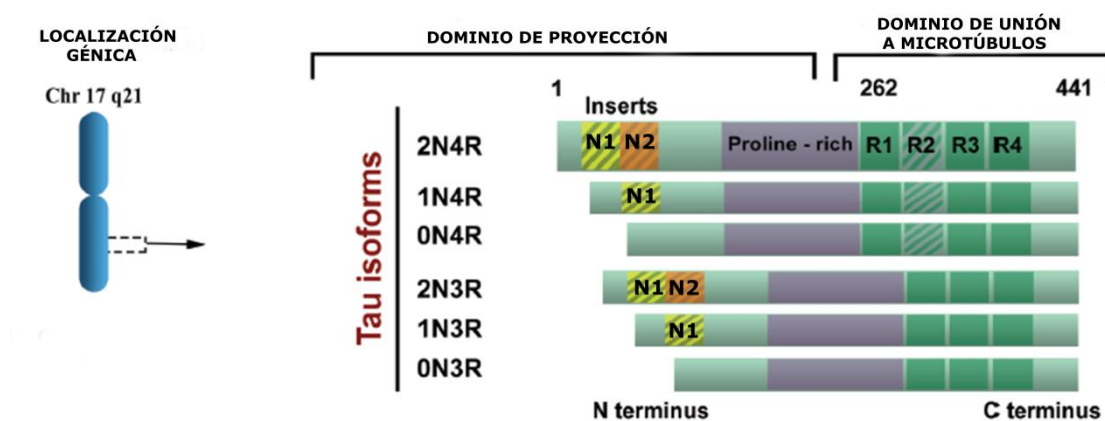 LOCALIZACIÓN
GÉNICA
Chr 17 q21
DOMINIO DE PROYECCIÓN
DOMINIO DE UNIÓN
A MICROTÚBULOS
1
262
441
Inserts
Tau isoforms
2N4R
N1 N2 Proline - rich R1 R2 R3 R4
1N4R
N1
0N4R
2N3R
N1 N2
1N3R
N1
0N3R
N terminus
C terminus